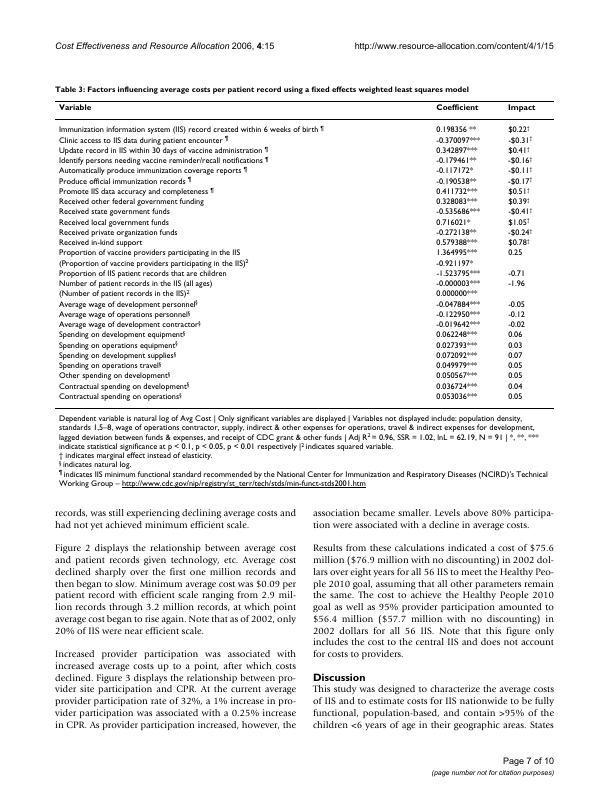 Cost Effectiveness and Resource Allocation 2006, 4:15
http://www.resource-allocation.com/content/4/1/15
Table 3: Factors influencing average costs per patient record using a fixed effects weighted least squares model
Variable Coefficient Impact
Immunization information system (IIS) record created within 6 weeks of birth ¶ 0.198356 ** $0.22†
Clinic access to IIS data during patient encounter ¶ -0.370097*** -$0.31†
Update record in IIS within 30 days of vaccine administration ¶ 0.342897*** $0.41†
Identify persons needing vaccine reminder/recall notifications ¶ -0.179461** -$0.16†
Automatically produce immunization coverage reports ¶ -0.117172* -$0.11†
Produce official immunization records ¶ -0.190538** -$0.17†
Promote IIS data accuracy and completeness ¶ 0.411732*** $0.51†
Received other federal government funding 0.328083*** $0.39†
Received state government funds -0.535686*** -$0.41†
Received local government funds 0.716021* $1.05†
Received private organization funds -0.272138** -$0.24†
Received in-kind support 0.579388*** $0.78†
Proportion of vaccine providers participating in the IIS 1.364995*** 0.25
(Proportion of vaccine providers participating in the IIS)2 -0.921197*
Proportion of IIS patient records that are children -1.523795*** -0.71
Number of patient records in the IIS (all ages) -0.000003*** -1.96
(Number of patient records in the IIS)2 0.000000***
Average wage of development personnel§ -0.047884*** -0.05
Average wage of operations personnel§ -0.122950*** -0.12
Average wage of development contractor§ -0.019642*** -0.02
Spending on development equipment§ 0.062248*** 0.06
Spending on operations equipment§ 0.027393*** 0.03
Spending on development supplies§ 0.072092*** 0.07
Spending on operations travel§ 0.049979*** 0.05
Other spending on development§ 0.050567*** 0.05
Contractual spending on development§ 0.036724*** 0.04
Contractual spending on operations§ 0.053036*** 0.05
Dependent variable is natural log of Avg Cost | Only significant variables are displayed | Variables not displayed include: population density,
standards 1,5–8, wage of operations contractor, supply, indirect & other expenses for operations, travel & indirect expenses for development,
lagged deviation between funds & expenses, and receipt of CDC grant & other funds | Adj R2 = 0.96, SSR = 1.02, lnL = 62.19, N = 91 | *, **, ***
indicate statistical significance at p < 0.1, p < 0.05, p < 0.01 respectively |2 indicates squared variable.
† indicates marginal effect instead of elasticity.
§ indicates natural log.
¶ indicates IIS minimum functional standard recommended by the National Center for Immunization and Respiratory Diseases (NCIRD)'s Technical
Working Group – http://www.cdc.gov/nip/registry/st_terr/tech/stds/min-funct-stds2001.htm
records, was still experiencing declining average costs and
had not yet achieved minimum efficient scale.
Figure 2 displays the relationship between average cost
and patient records given technology, etc. Average cost
declined sharply over the first one million records and
then began to slow. Minimum average cost was $0.09 per
patient record with efficient scale ranging from 2.9 mil-
lion records through 3.2 million records, at which point
average cost began to rise again. Note that as of 2002, only
20% of IIS were near efficient scale.
Increased provider participation was associated with
increased average costs up to a point, after which costs
declined. Figure 3 displays the relationship between pro-
vider site participation and CPR. At the current average
provider participation rate of 32%, a 1% increase in pro-
vider participation was associated with a 0.25% increase
in CPR. As provider participation increased, however, the
association became smaller. Levels above 80% participa-
tion were associated with a decline in average costs.
Results from these calculations indicated a cost of $75.6
million ($76.9 million with no discounting) in 2002 dol-
lars over eight years for all 56 IIS to meet the Healthy Peo-
ple 2010 goal, assuming that all other parameters remain
the same. The cost to achieve the Healthy People 2010
goal as well as 95% provider participation amounted to
$56.4 million ($57.7 million with no discounting) in
2002 dollars for all 56 IIS. Note that this figure only
includes the cost to the central IIS and does not account
for costs to providers.
Discussion
This study was designed to characterize the average costs
of IIS and to estimate costs for IIS nationwide to be fully
functional, population-based, and contain >95% of the
children <6 years of age in their geographic areas. States
Page 7 of 10
(page number not for citation purposes)